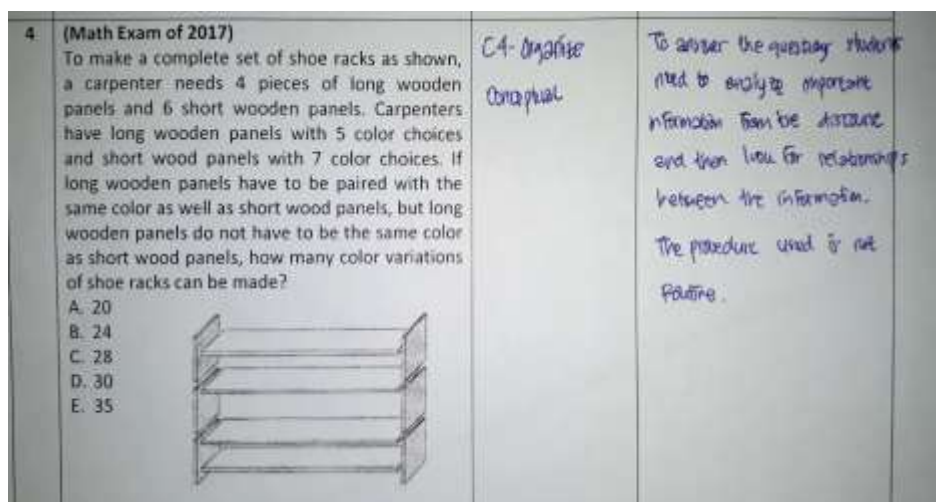 4
(Math Exam of 2017)
To make a complete set of shoe racks as shown,
a carpenter needs 4 pieces of long wooden
panels and 6 short wooden panels. Carpenters
have long wooden panels with 5 color choices
and short wood panels with 7 color choices. If
long wooden panels have to be paired with the
same color as well as short wood panels, but long
wooden panels do not have to be the same color
as short wood panels, how many color variations
of shoe racks can be made?
A. 20
B. 24
C. 28
D. 30
E. 35
C4- Organize
Conceptual
To answer the question students
need to analyze important
information from the
and then look for relationships
between the information.
The procedure used is not
routine.